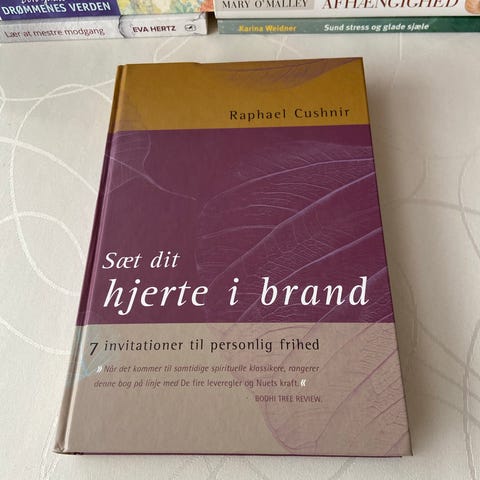 DRØMMENES VERDEN
MARY O'MALLEY
AFHÆNGIGHED
Lær at mestre modgang
EVA HERTZ
Karina Weidner
Sund stress og glade sjæle
Raphael Cushnir
Sæt dit
hjerte i brand
7 invitationer til personlig frihed
»Når det kommer til samtidige spirituelle klassikere, rangerer
denne bog på linje med De fire leveregler og Nuets kraft.«
BODHI TREE REVIEW.